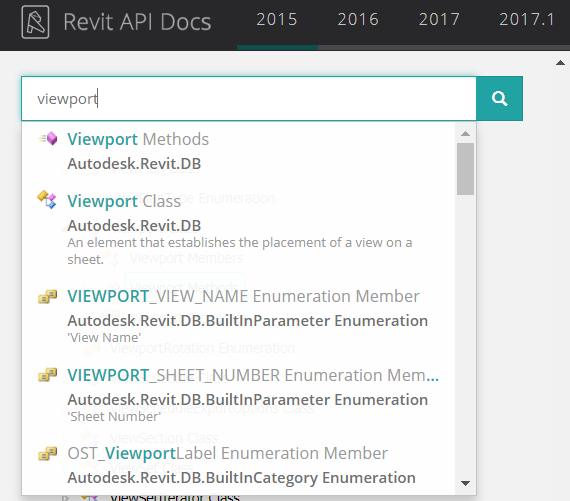 Revit API Docs 2015 2016 2017 2017.1
viewport
Viewport Methods
Autodesk.Revit.DB
Viewport Class
Autodesk.Revit.DB
An element that establishes the placement of a view on a
sheet.
VIEWPORT_VIEW_NAME Enumeration Member
Autodesk.Revit.DB.BuiltInParameter Enumeration
'View Name'
VIEWPORT_SHEET_NUMBER Enumeration Mem...
Autodesk.Revit.DB.BuiltInParameter Enumeration
'Sheet Number'
OST_ViewportLabel Enumeration Member
Autodesk.Revit.DB.BuiltInCategory Enumeration